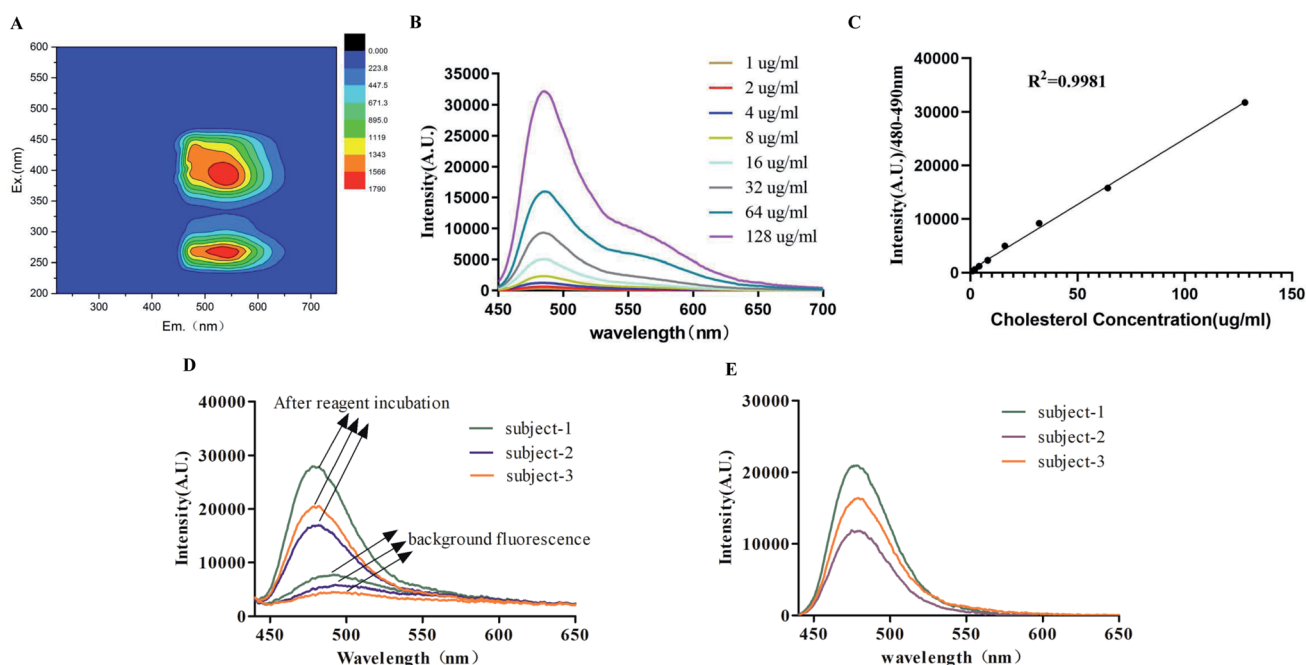 A
Ex.(nm)
600
550
500
450
400
350
300
250
200
300
400
500
600
700
Em.（nm）
0.000
223.8
447.5
671.3
895.0
1119
1343
1566
1790
B
Intensity(A.U.)
35000
30000
25000
20000
15000
10000
5000
0
450
500
550
600
650
700
wavelength（nm）
1 ug/ml
2 ug/ml
4 ug/ml
8 ug/ml
16 ug/ml
32 ug/ml
64 ug/ml
128 ug/ml
C
Intensity(A.U.)/480-490nm
40000
30000
20000
10000
0
0
50
100
150
R²=0.9981
Cholesterol Concentration(ug/ml)
D
Intensity(A.U.)
40000
30000
20000
10000
0
450
500
550
600
650
Wavelength（nm）
After reagent incubation
background fluorescence
subject-1
subject-2
subject-3
E
Intensity(A.U.)
30000
20000
10000
0
450
500
550
600
650
wavelength（nm）
subject-1
subject-2
subject-3